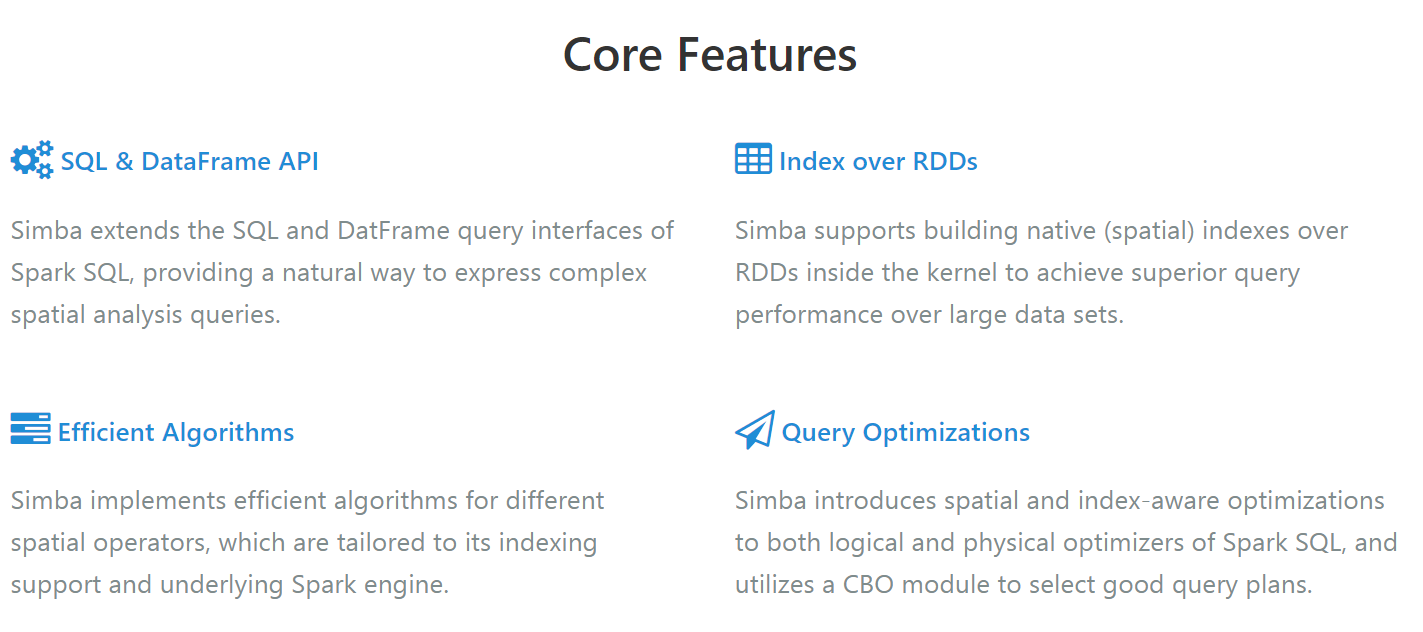 Core Features
SQL & DataFrame API
Simba extends the SQL and DatFrame query interfaces of
Spark SQL, providing a natural way to express complex
spatial analysis queries.
Index over RDDs
Simba supports building native (spatial) indexes over
RDDs inside the kernel to achieve superior query
performance over large data sets.
Efficient Algorithms
Simba implements efficient algorithms for different
spatial operators, which are tailored to its indexing
support and underlying Spark engine.
Query Optimizations
Simba introduces spatial and index-aware optimizations
to both logical and physical optimizers of Spark SQL, and
utilizes a CBO module to select good query plans.